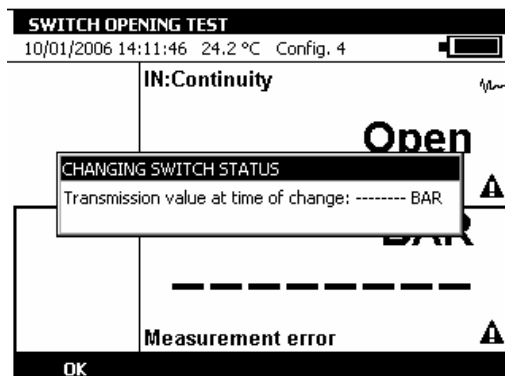 SWITCH OPENING TEST
10/01/2006 14:11:46 24.2 °C Config. 4
IN:Continuity
Open
CHANGING SWITCH STATUS
Transmission value at time of change: -------- BAR
BAR
--------
Measurement error
OK